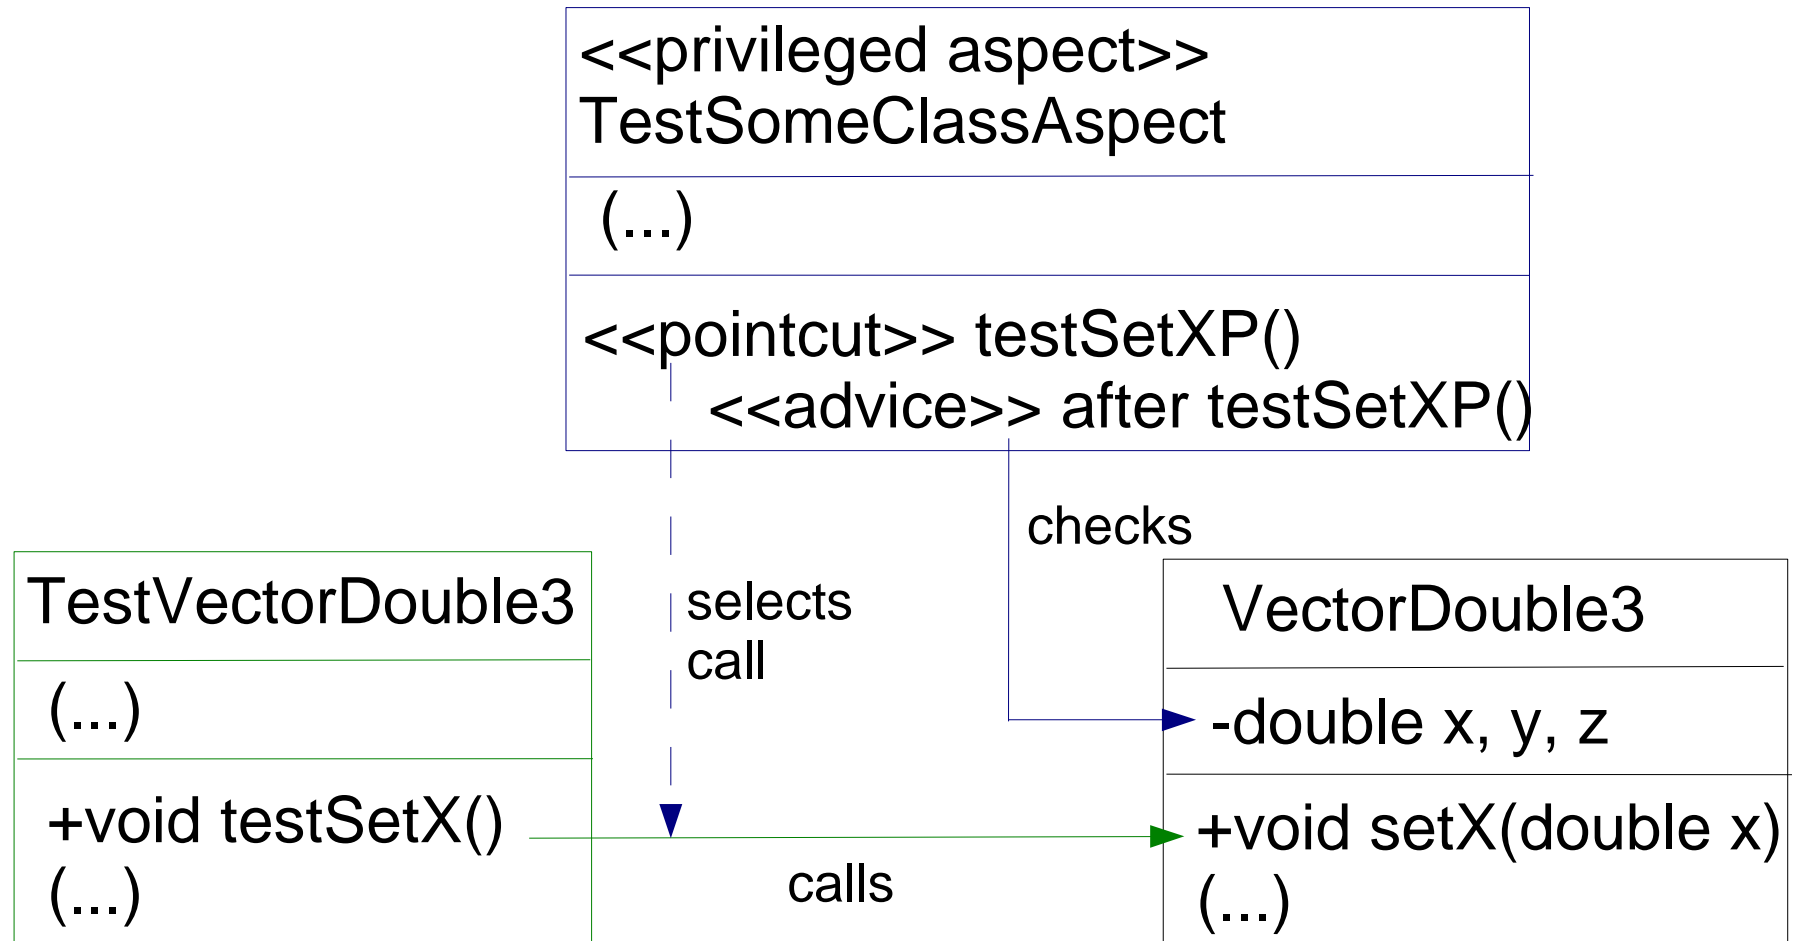 <<privileged aspect>>
TestSomeClassAspect
(...)
<<pointcut>> testSetXP()
<<advice>> after testSetXP()
checks
selects
call
TestVectorDouble3
(...)
+void testSetX()
(...)
calls
VectorDouble3
-double x, y, z
+void setX(double x)
(...)